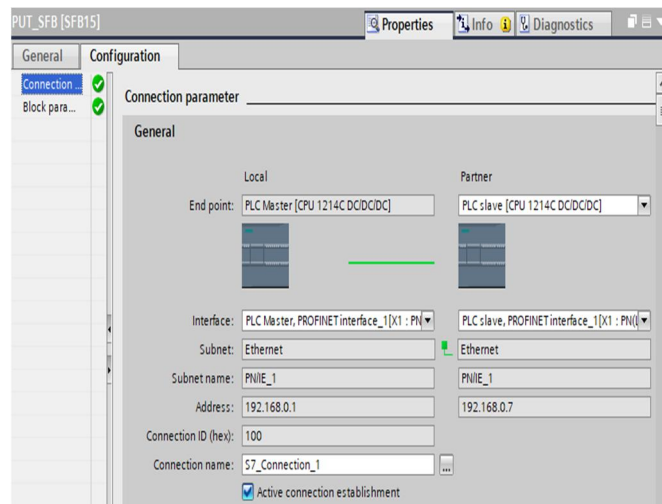 PUT_SFB [SFB15]
Properties
Info
Diagnostics
General
Configuration
Connection ...
Block para...
Connection parameter
General
Local Partner
End point: PLC Master [CPU 1214C DC/DC/DC] PLC slave [CPU 1214C DC/DC/DC]
Interface: PLC Master, PROFINET interface_1[X1 : PN PLC slave, PROFINET interface_1[X1 : PN(L
Subnet: Ethernet Ethernet
Subnet name: PN/IE_1 PN/IE_1
Address: 192.168.0.1 192.168.0.7
Connection ID (hex): 100
Connection name: S7_Connection_1 ...
Active connection establishment